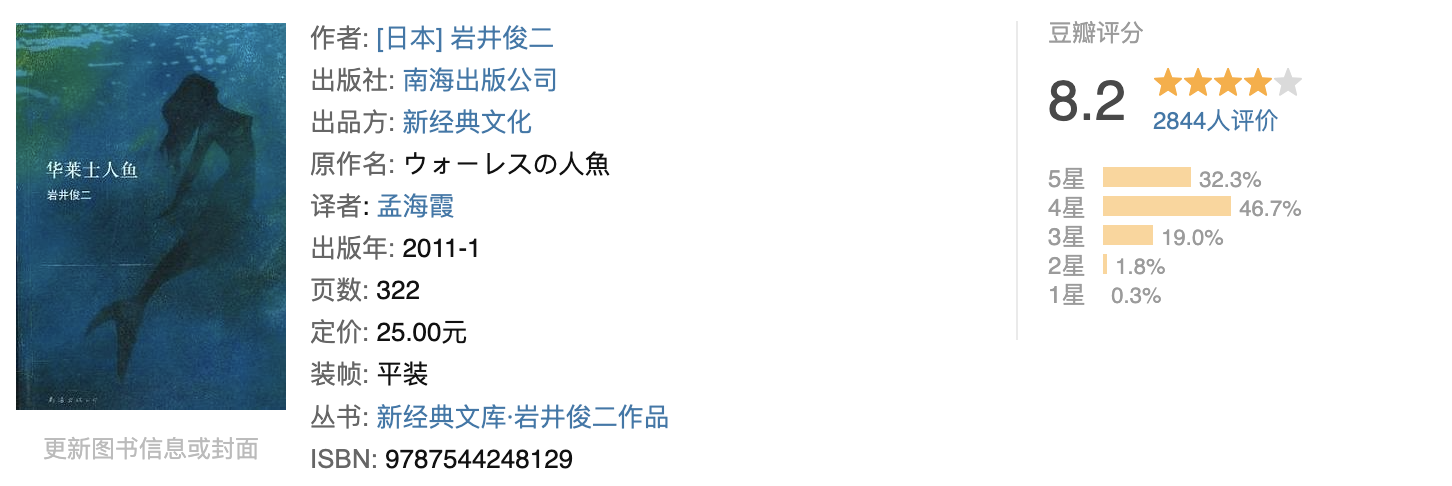 华莱士人鱼
岩井俊二
南海出版公司
更新图书信息或封面
作者: [日本] 岩井俊二
出版社: 南海出版公司
出品方: 新经典文化
原作名: ウォーレスの人魚
译者: 孟海霞
出版年: 2011-1
页数: 322
定价: 25.00元
装帧: 平装
丛书: 新经典文库·岩井俊二作品
ISBN: 9787544248129
豆瓣评分
8.2
2844人评价
5星 32.3%
4星 46.7%
3星 19.0%
2星 1.8%
1星 0.3%